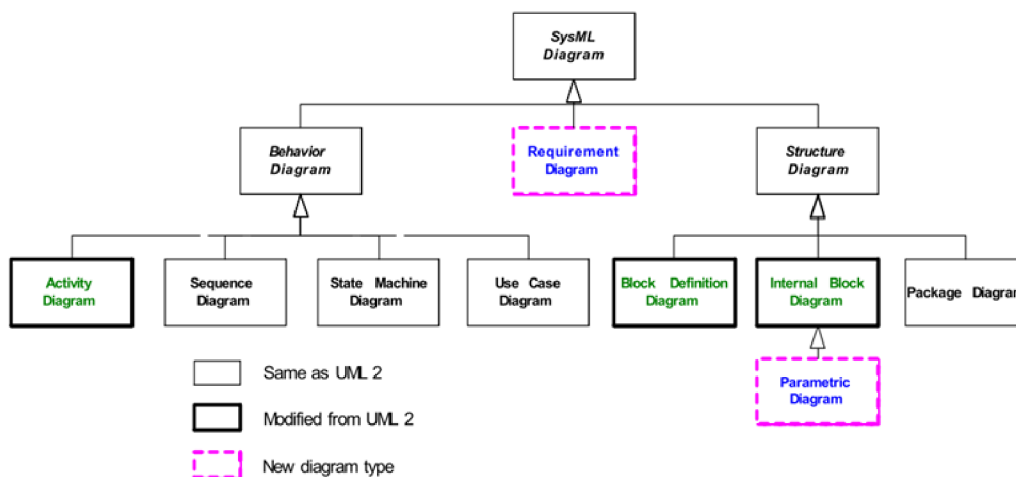 SysML
Diagram
Behavior
Diagram
Requirement
Diagram
Structure
Diagram
Activity
Diagram
Sequence
Diagram
State Machine
Diagram
Use Case
Diagram
Block Definition
Diagram
Internal Block
Diagram
Package Diagram
Parametric
Diagram
Same as UML 2
Modified from UML 2
New diagram type